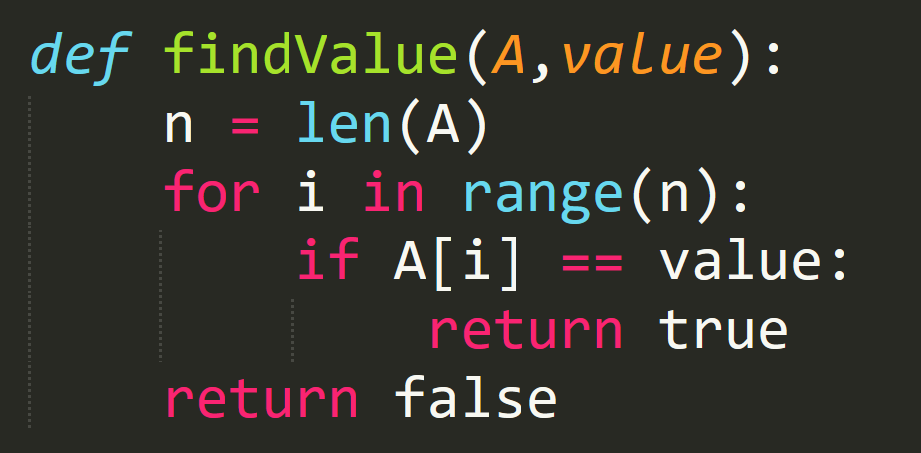 def findValue(A,value):
    n = len(A)
    for i in range(n):
        if A[i] == value:
            return true
    return false